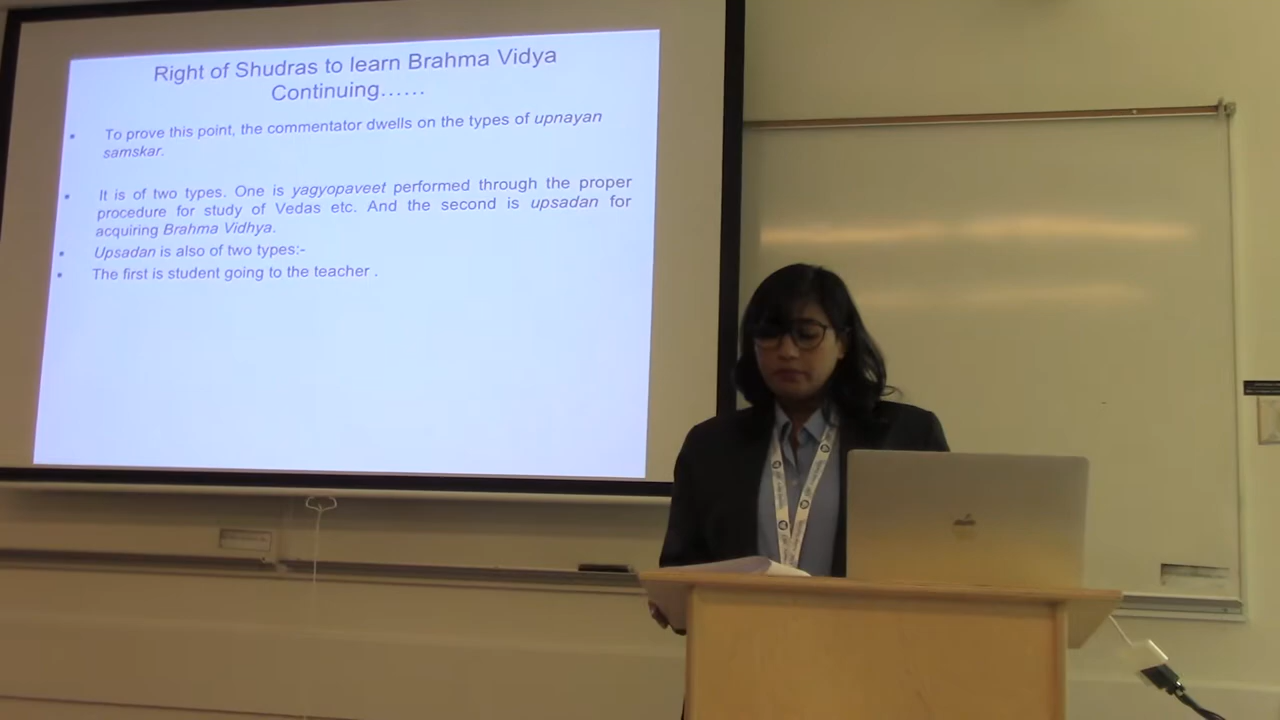 Right of Shudras to learn Brahma Vidya
Continuing……
To prove this point, the commentator dwells on the types of upnayan
samskar.
It is of two types. One is yagyopaveet performed through the proper
procedure for study of Vedas etc. And the second is upsadan for
acquiring Brahma Vidhya.
Upsadan is also of two types:-
The first is student going to the teacher .